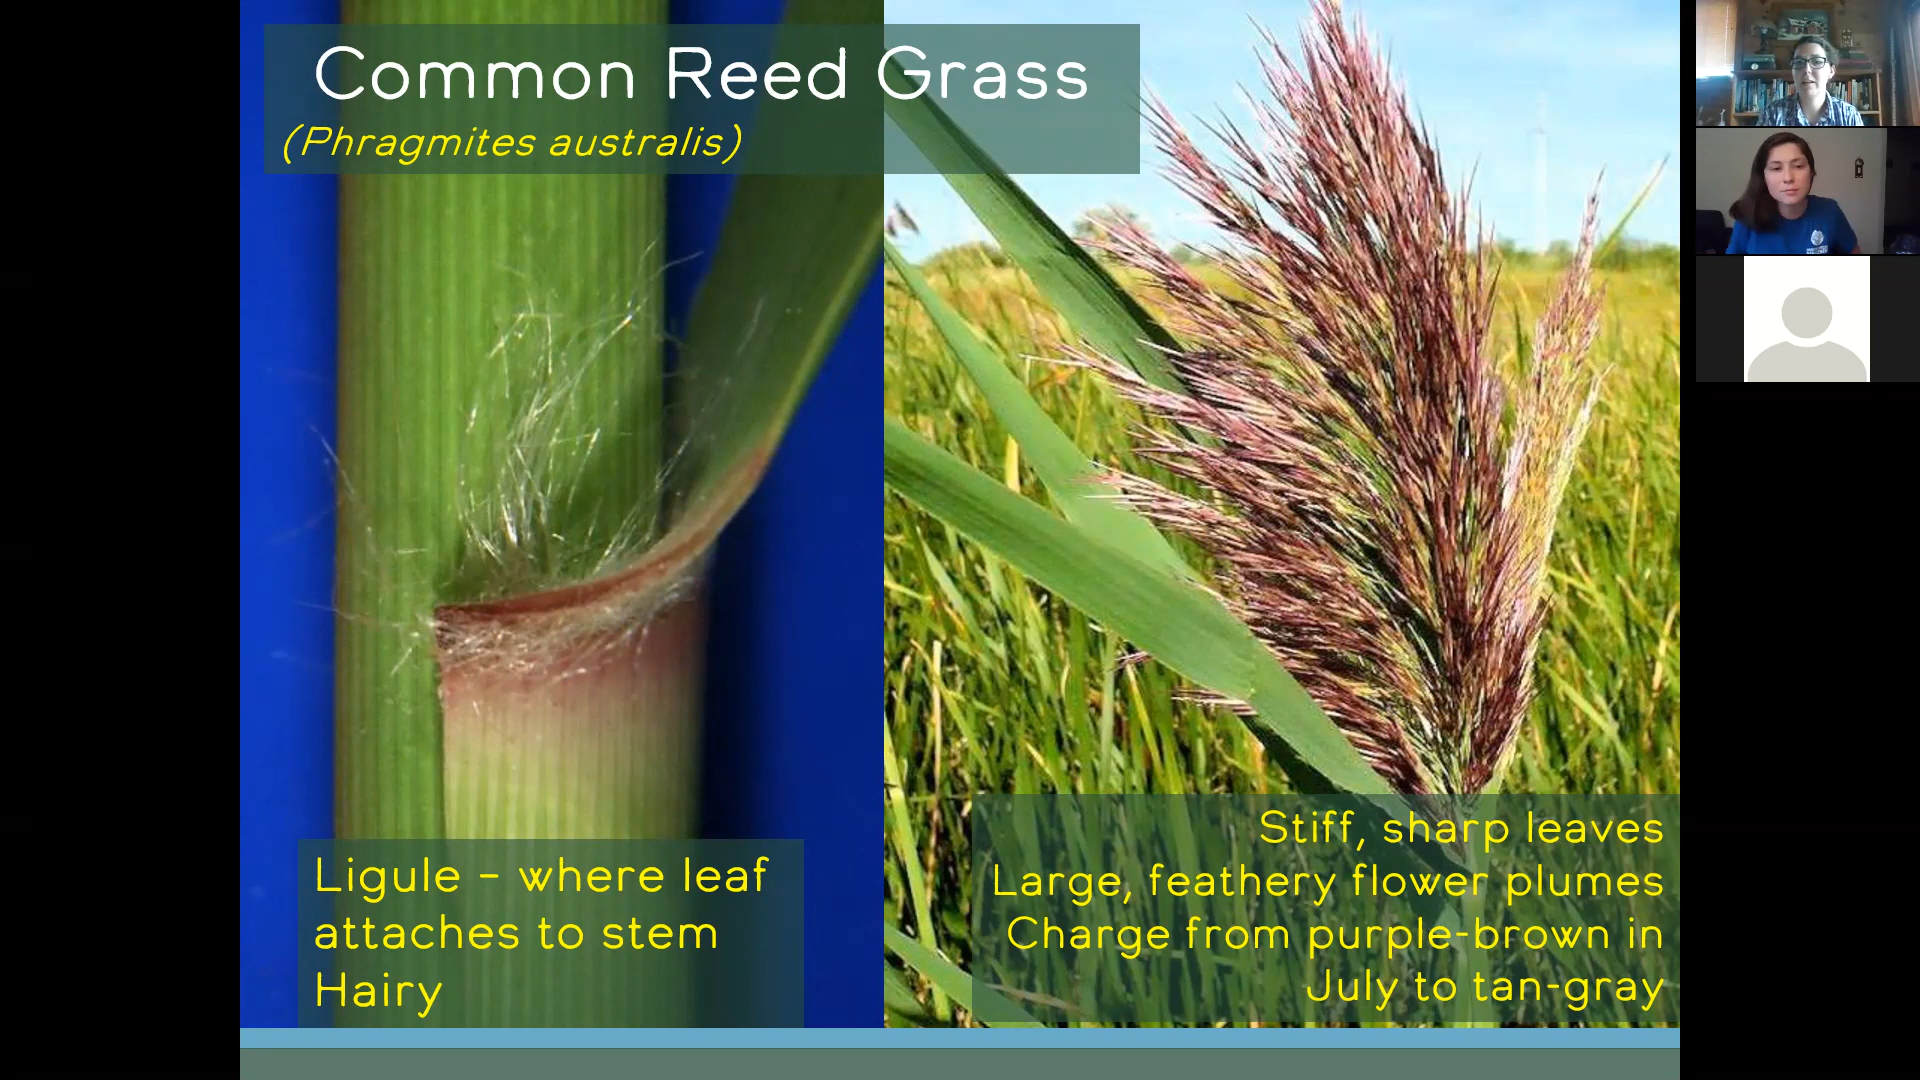 Common Reed Grass
(Phragmites australis)
Ligule – where leaf
attaches to stem
Hairy
Stiff, sharp leaves
Large, feathery flower plumes
Charge from purple-brown in
July to tan-gray